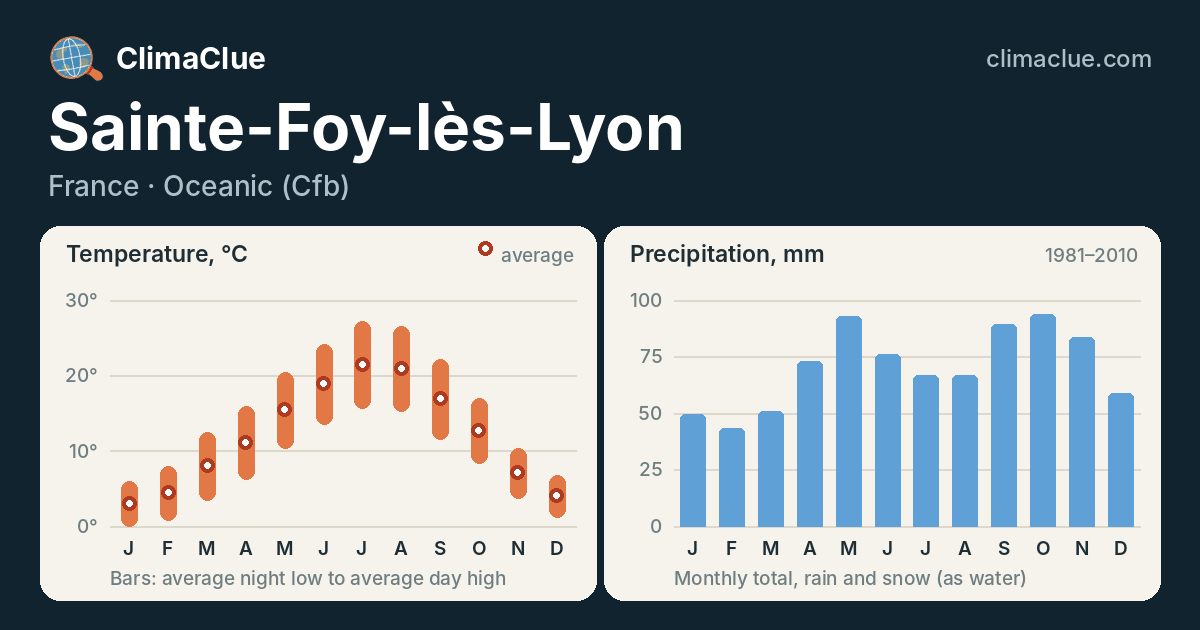 ClimaClue
climaclue.com
Sainte-Foy-lès-Lyon
France · Oceanic (Cfb)
Temperature, °C
average
30°
20°
10°
0°
J F M A M J J A S O N D
Bars: average night low to average day high
Precipitation, mm
1981–2010
100
75
50
25
0
J F M A M J J A S O N D
Monthly total, rain and snow (as water)